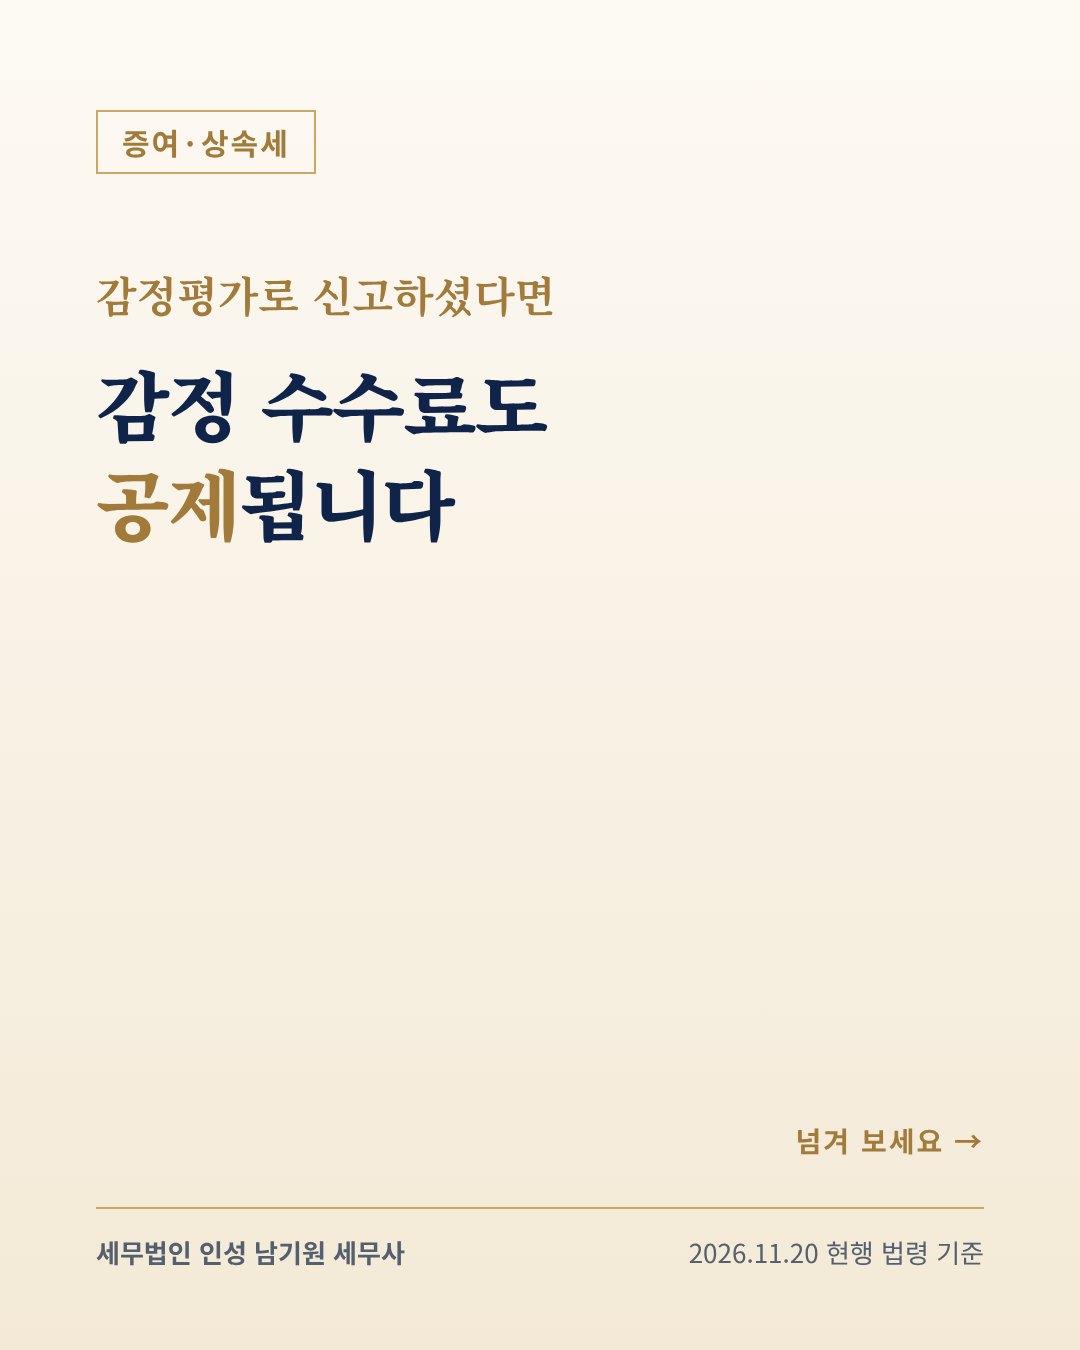 증여·상속세
감정평가로 신고하셨다면
감정 수수료도
공제됩니다
넘겨 보세요 →
세무법인 인성 남기원 세무사
2026.11.20 현행 법령 기준